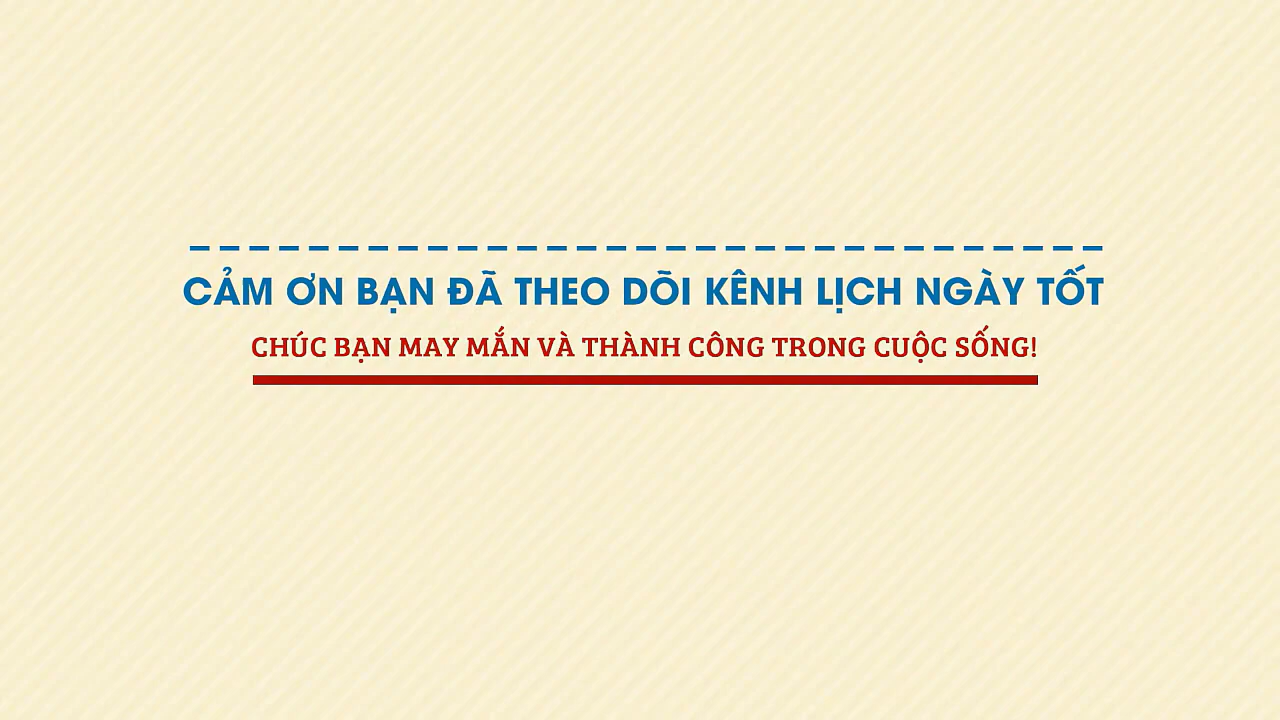 CẢM ƠN BẠN ĐÃ THEO DÕI KÊNH LỊCH NGÀY TỐT
CHÚC BẠN MAY MẮN VÀ THÀNH CÔNG TRONG CUỘC SỐNG!